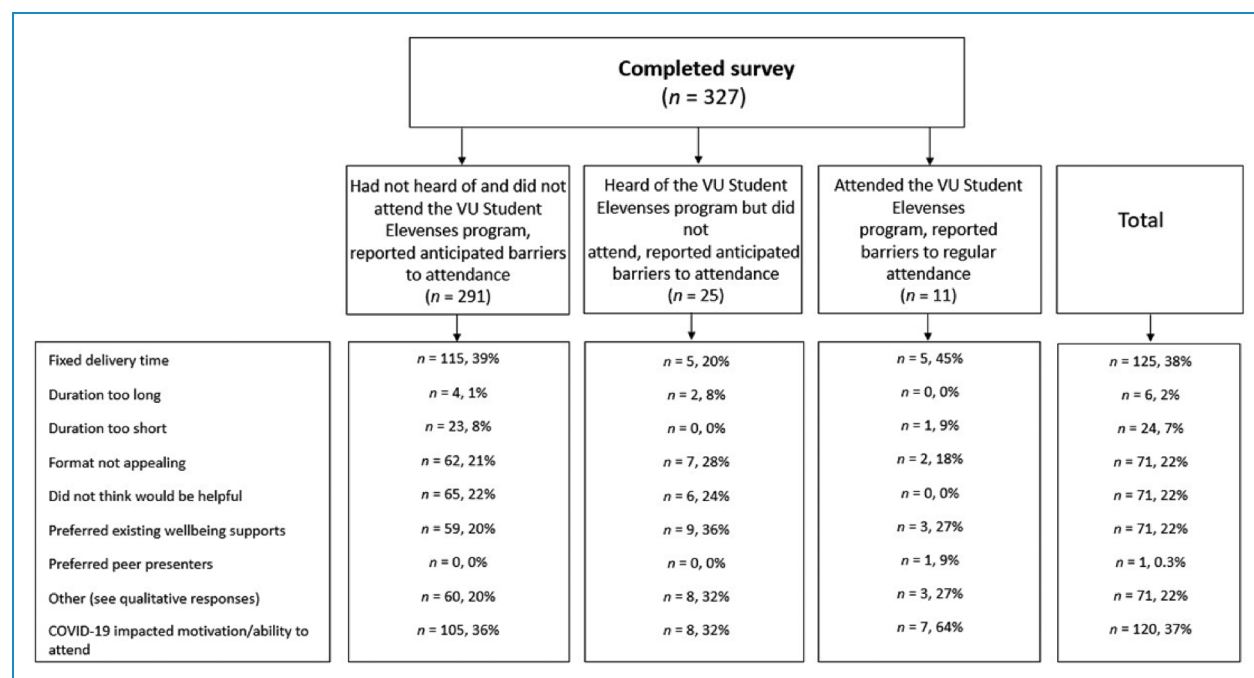 Completed survey
(n = 327)
Had not heard of and did not
attend the VU Student
Elevenses program,
reported anticipated barriers
to attendance
(n = 291)
Heard of the VU Student
Elevenses program but did
not
attend, reported anticipated
barriers to attendance
(n = 25)
Attended the VU Student
Elevenses
program, reported
barriers to regular
attendance
(n = 11)
Total
Fixed delivery time
n = 115, 39%
n = 5, 20%
n = 5, 45%
n = 125, 38%
Duration too long
n = 4, 1%
n = 2, 8%
n = 0, 0%
n = 6, 2%
Duration too short
n = 23, 8%
n = 0, 0%
n = 1, 9%
n = 24, 7%
Format not appealing
n = 62, 21%
n = 7, 28%
n = 2, 18%
n = 71, 22%
Did not think would be helpful
n = 65, 22%
n = 6, 24%
n = 0, 0%
n = 71, 22%
Preferred existing wellbeing supports
n = 59, 20%
n = 9, 36%
n = 3, 27%
n = 71, 22%
Preferred peer presenters
n = 0, 0%
n = 0, 0%
n = 1, 9%
n = 1, 0.3%
Other (see qualitative responses)
n = 60, 20%
n = 8, 32%
n = 3, 27%
n = 71, 22%
COVID-19 impacted motivation/ability to
attend
n = 105, 36%
n = 8, 32%
n = 7, 64%
n = 120, 37%